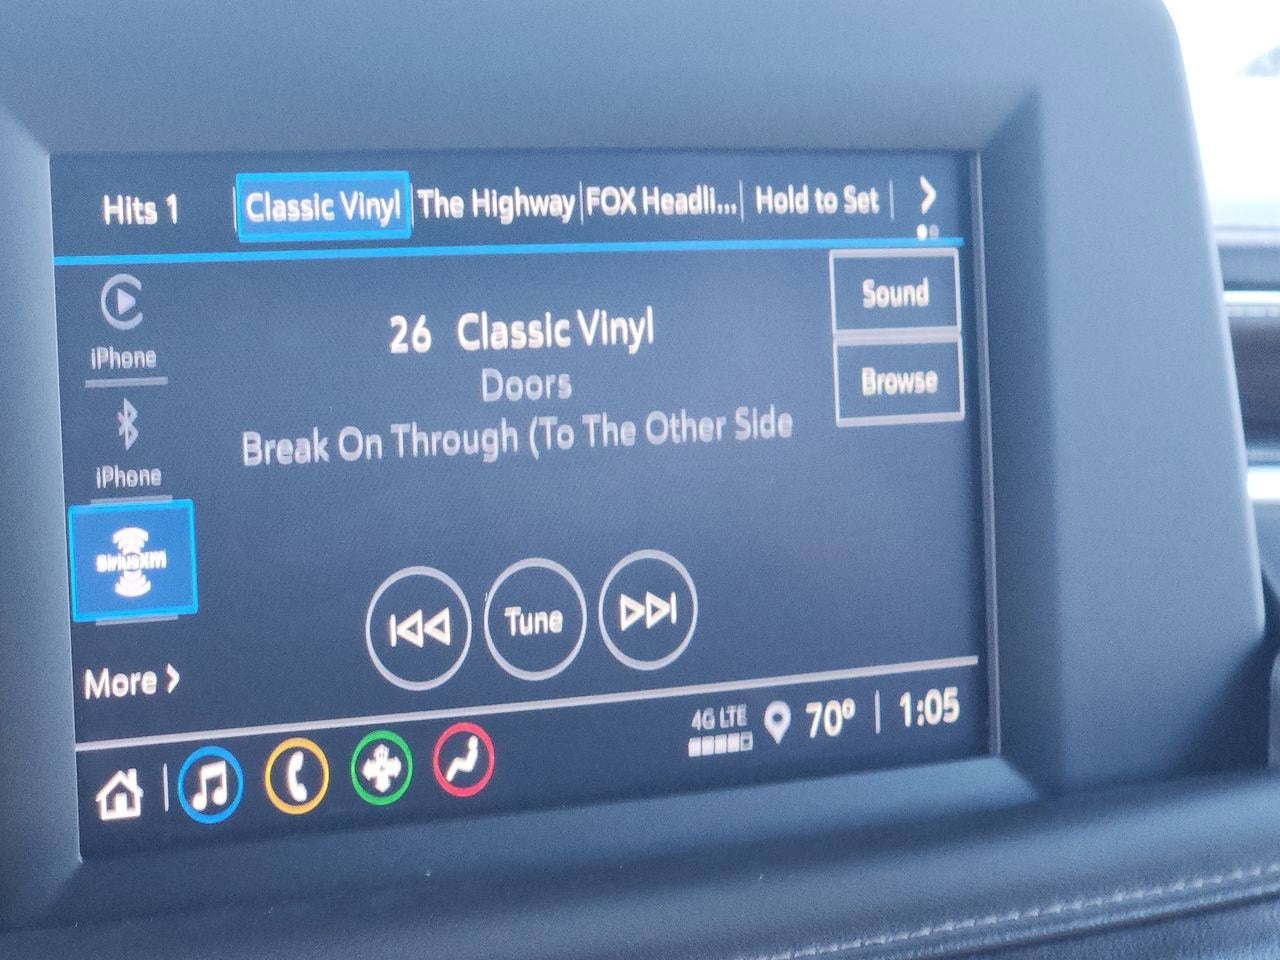 Hits 1
Classic Vinyl
The Highway
FOX Headli...
Hold to Set
iPhone
26 Classic Vinyl
Sound
Doors
Browse
Break On Through (To The Other SIde
iPhone
SiriusXM
Tune
More
4G LTE
70°
1:05